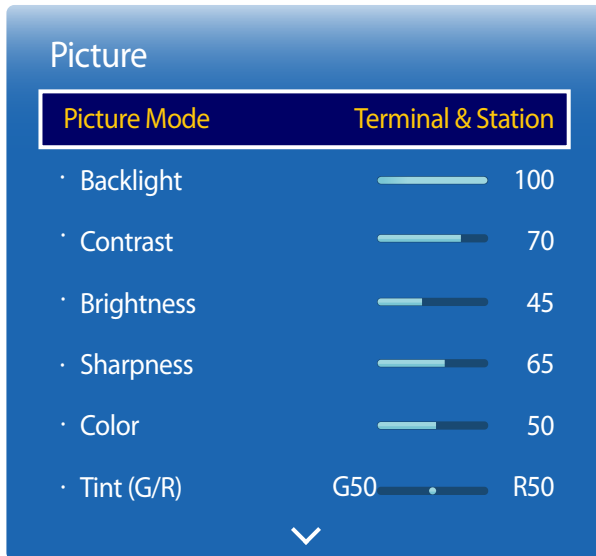 Picture
Picture Mode Terminal & Station
· Backlight 100
· Contrast 70
· Brightness 45
· Sharpness 65
· Color 50
· Tint (G/R) G50 R50